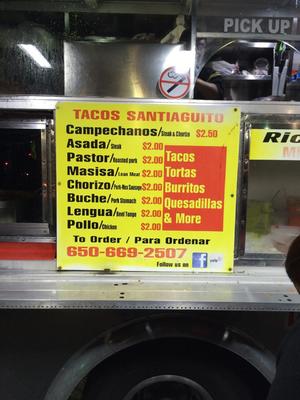 PICK UP
TACOS SANTIAGUITO
Campechanos/Steak & Chorizo $2.50
Asada/Steak $2.00
Pastor/Roasted pork $2.00
Masisa/Lean Meat $2.00
Chorizo/Pork-Mex Sausage $2.00
Buche/Pork Stomach $2.00
Lengua/Beef Tongo $2.00
Pollo/Chicken $2.00
Tacos
Tortas
Burritos
Quesadillas
& More
To Order / Para Ordenar
650-669-2507
Follow us on f yelp